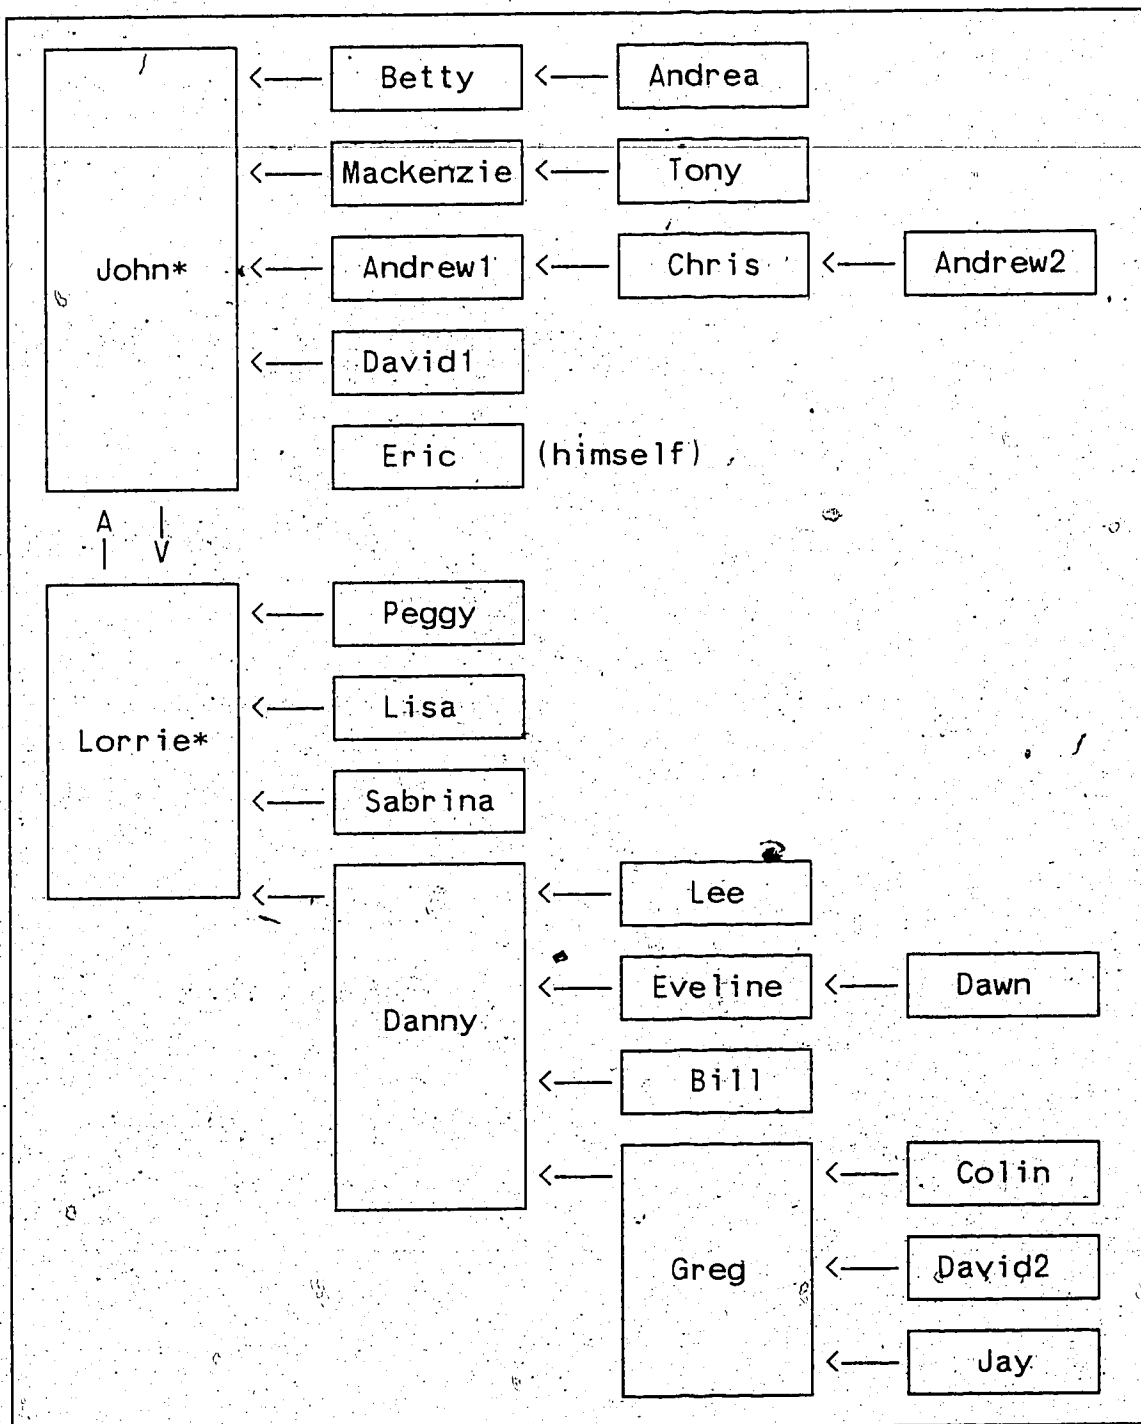 Betty Andrea
Mackenzie Tony
John* Andrew1 Chris Andrew2
David1
Eric (himself)
A |
| V
Peggy
Lisa
Lorrie*
Sabrina
Lee
Eveline Dawn
Danny
Bill
Colin
Greg David2
Jay